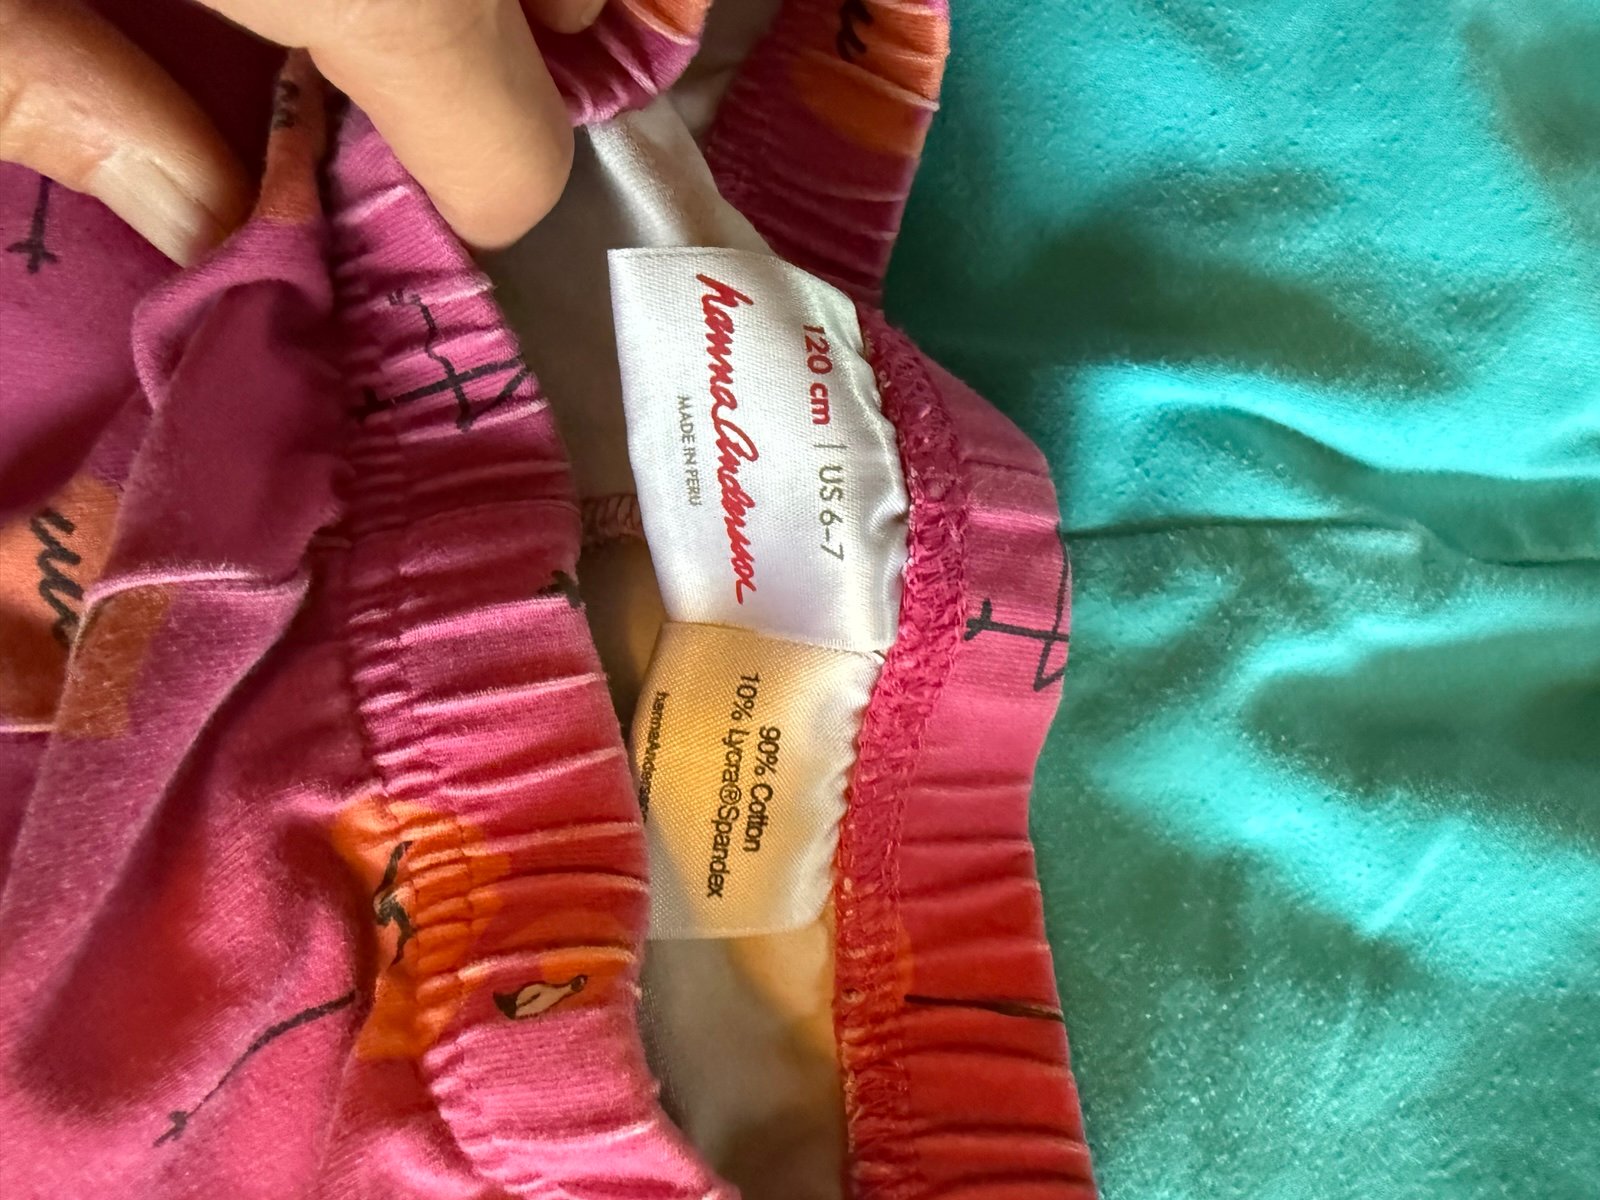 hanna Andersson
MADE IN PERU
120 cm | US 6-7
90% Cotton
10% Lycra®Spandex